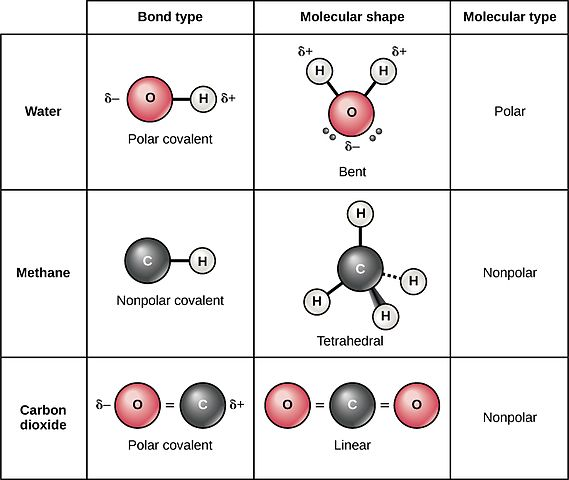 Bond type
Molecular shape
Molecular type
Water
δ– O H δ+
Polar covalent
δ+ δ+
H H
O
δ–
Bent
Polar
Methane
C H
Nonpolar covalent
H
C
H
H
H
Tetrahedral
Nonpolar
Carbon
dioxide
δ– O = C δ+
Polar covalent
O = C = O
Linear
Nonpolar